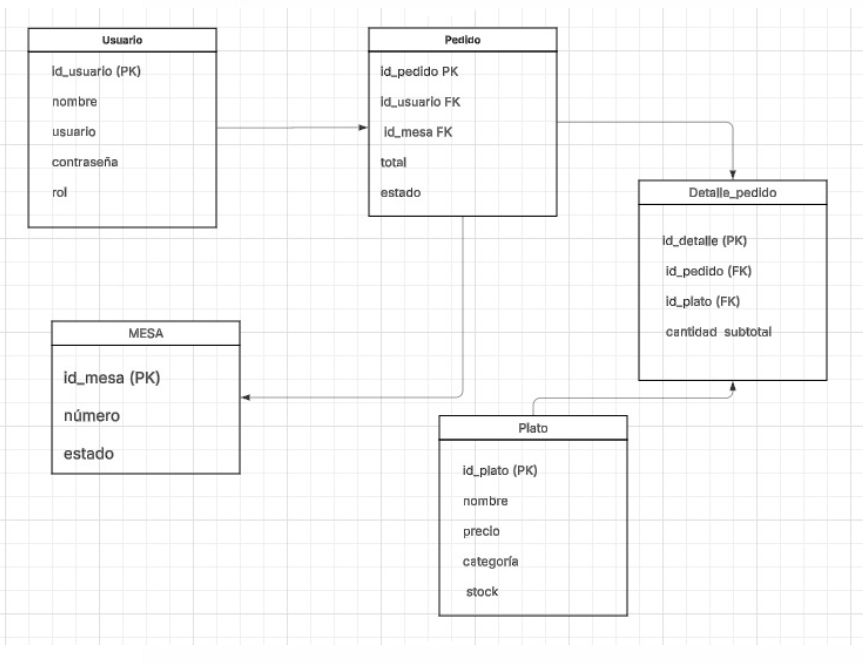 Usuario
id_usuario (PK)
nombre
usuario
contraseña
rol
Pedido
id_pedido PK
id_usuario FK
id_mesa FK
total
estado
Detalle_pedido
id_detalle (PK)
id_pedido (FK)
id_plato (FK)
cantidad subtotal
MESA
id_mesa (PK)
número
estado
Plato
id_plato (PK)
nombre
precio
categoría
stock